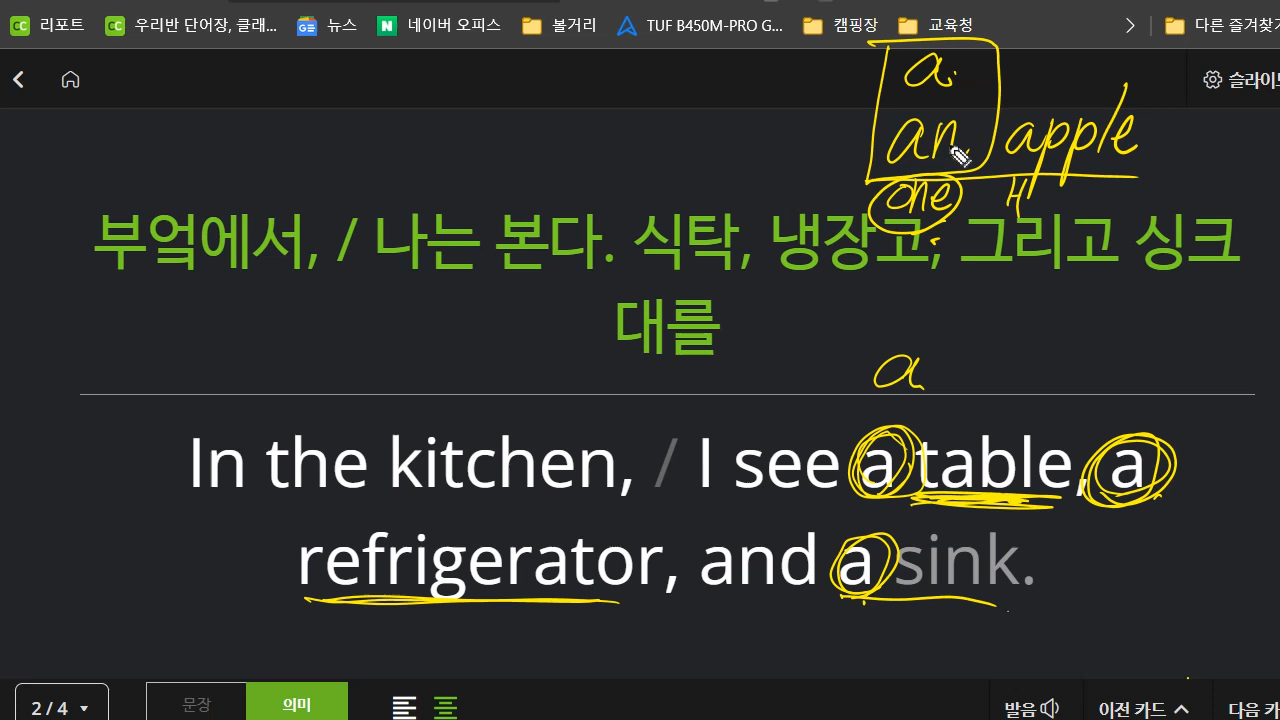 리포트 우리반 단어장, 클래... 뉴스 네이버 오피스 볼거리 TUF B450M-PRO G... 캠핑장 교육청 다른 즐겨찾기
a.
슬라이드
an apple
one
부엌에서, / 나는 본다. 식탁, 냉장고, 그리고 싱크
대를
a
In the kitchen, / I see a table, a
refrigerator, and a sink.
2 / 4 문장 의미 발음 이전 카드 다음 카